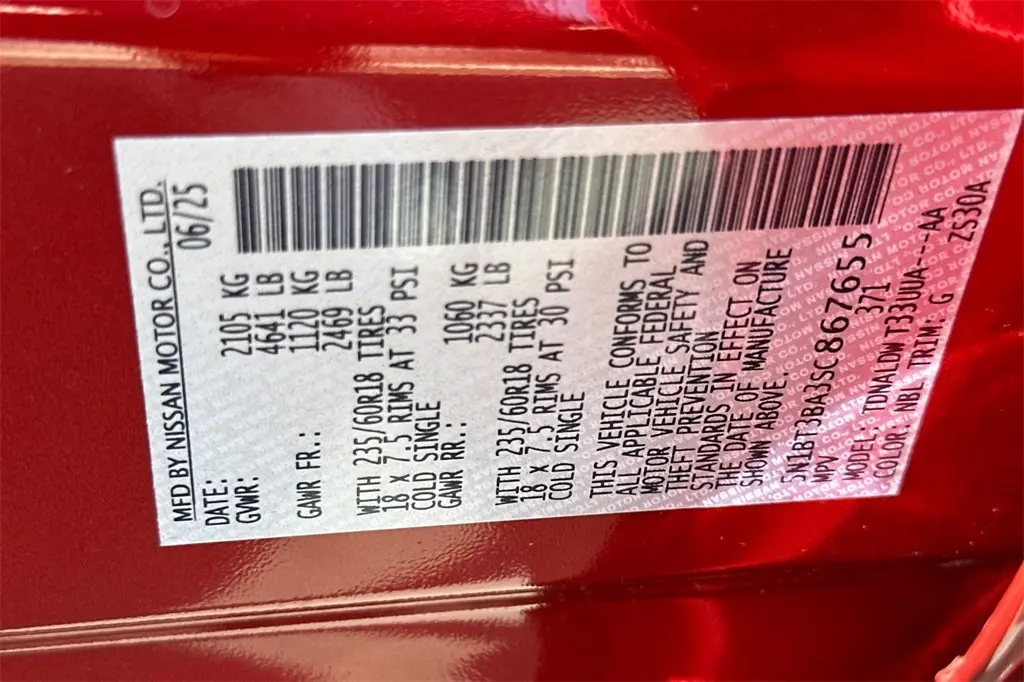 MFD BY NISSAN MOTOR CO., LTD.
DATE: 06/25
GVWR: 2105 KG
4641 LB
GAWR FR.: 1120 KG
2469 LB
WITH 235/60R18 TIRES
18 X 7.5 RIMS AT 33 PSI
COLD SINGLE
GAWR RR.: 1060 KG
2337 LB
WITH 235/60R18 TIRES
18 X 7.5 RIMS AT 30 PSI
COLD SINGLE
THIS VEHICLE CONFORMS TO
ALL APPLICABLE FEDERAL
MOTOR VEHICLE SAFETY AND
THEFT PREVENTION
STANDARDS IN EFFECT ON
THE DATE OF MANUFACTURE
SHOWN ABOVE
5N1BT3BA3SC867655
MPV 371
MODEL: TDNALDW T33UUA---AA
COLOR: NBL TRIM: G ZS30A